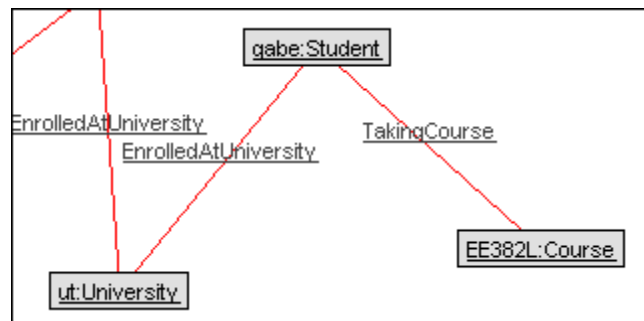 gabe:Student
EnrolledAtUniversity
TakingCourse
EnrolledAtUniversity
EE382L:Course
ut:University